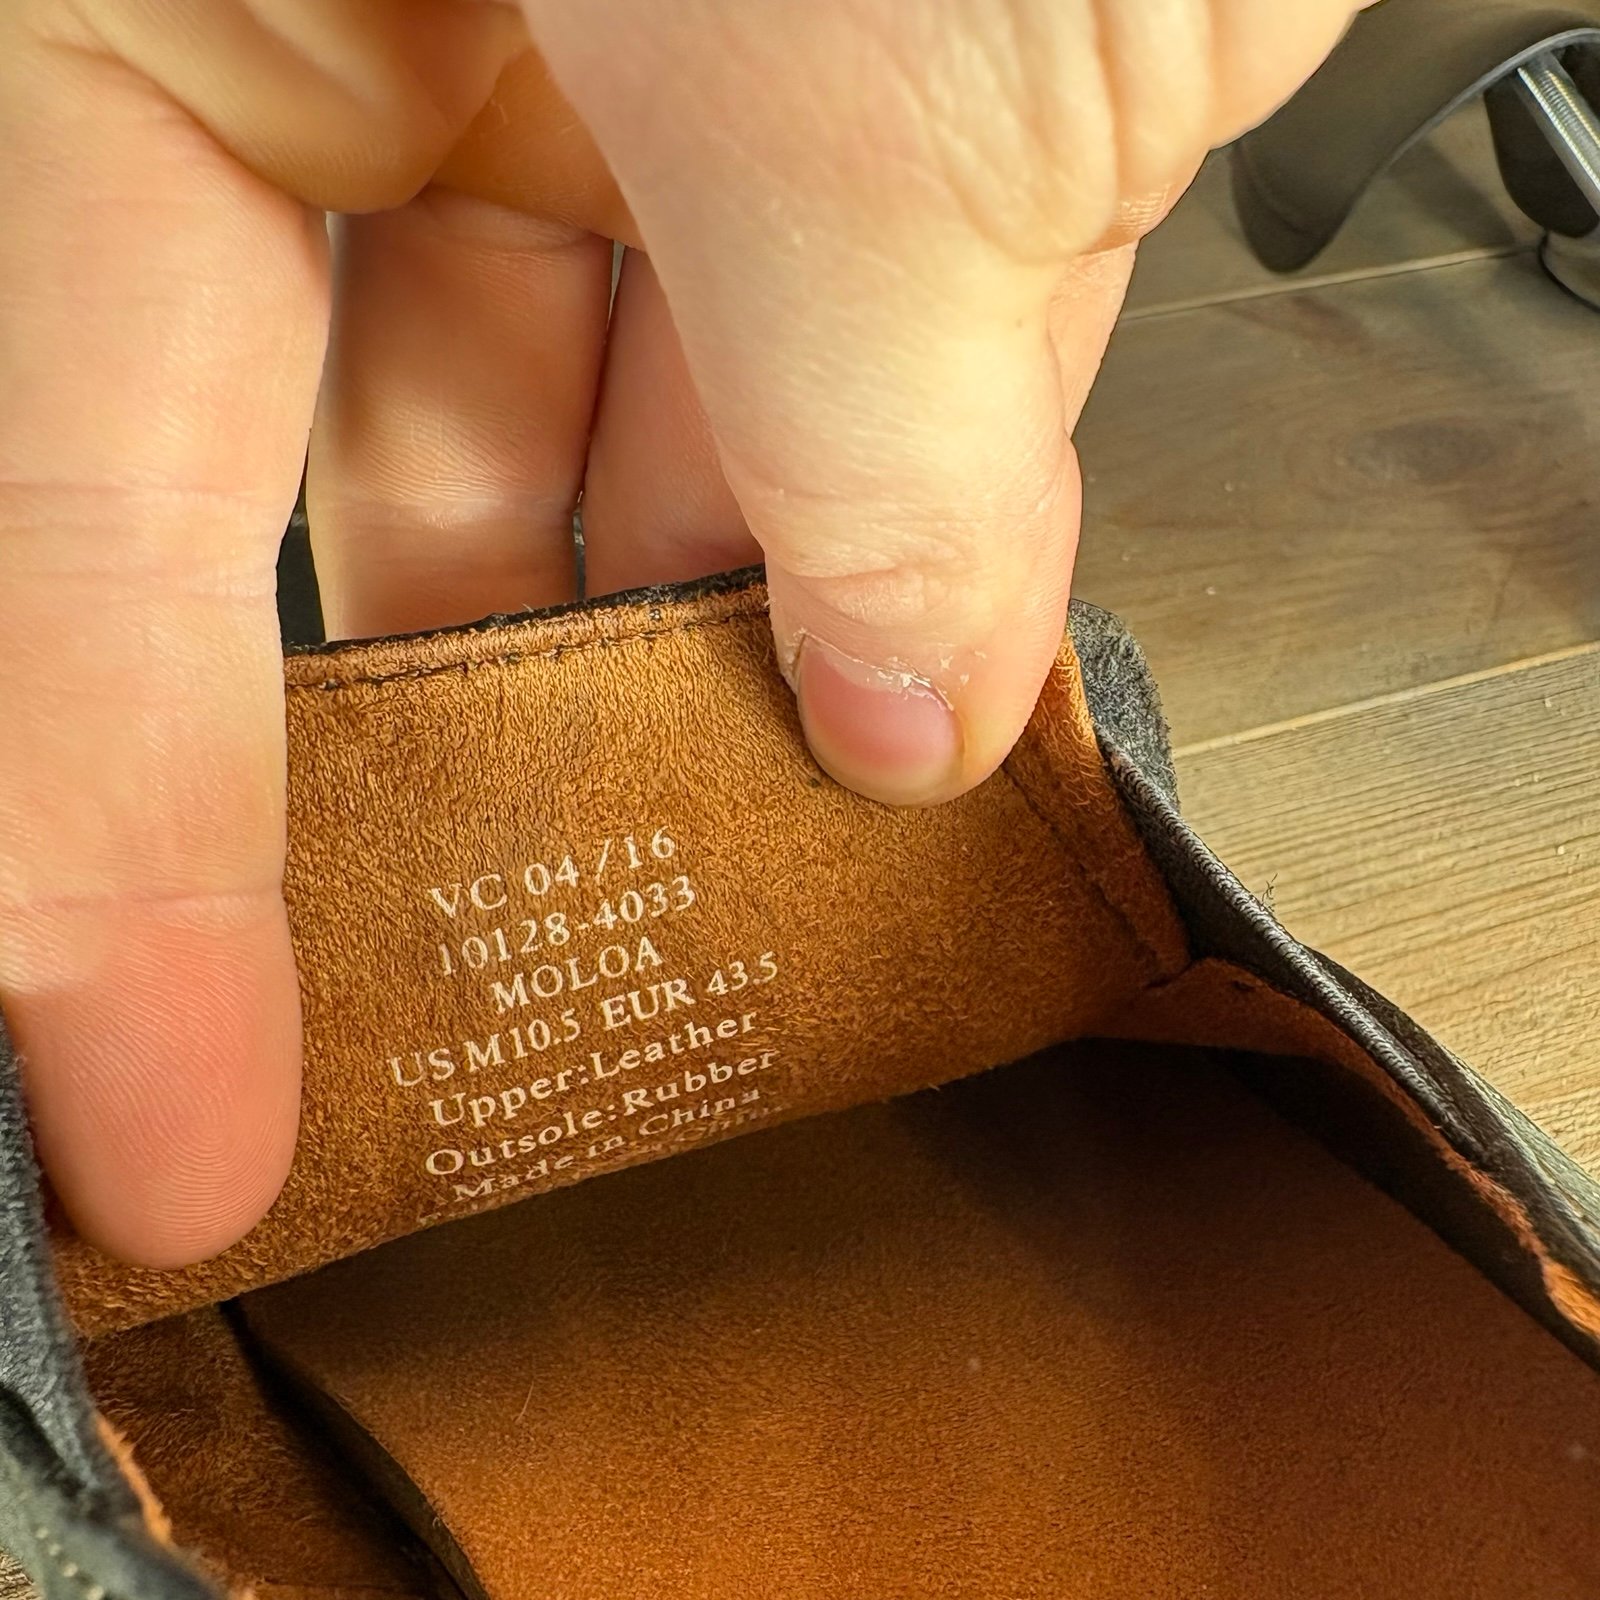 VC 04/16
10128-4033
MOLOA
US M10.5 EUR 43.5
Upper:Leather
Outsole:Rubber
Made in China